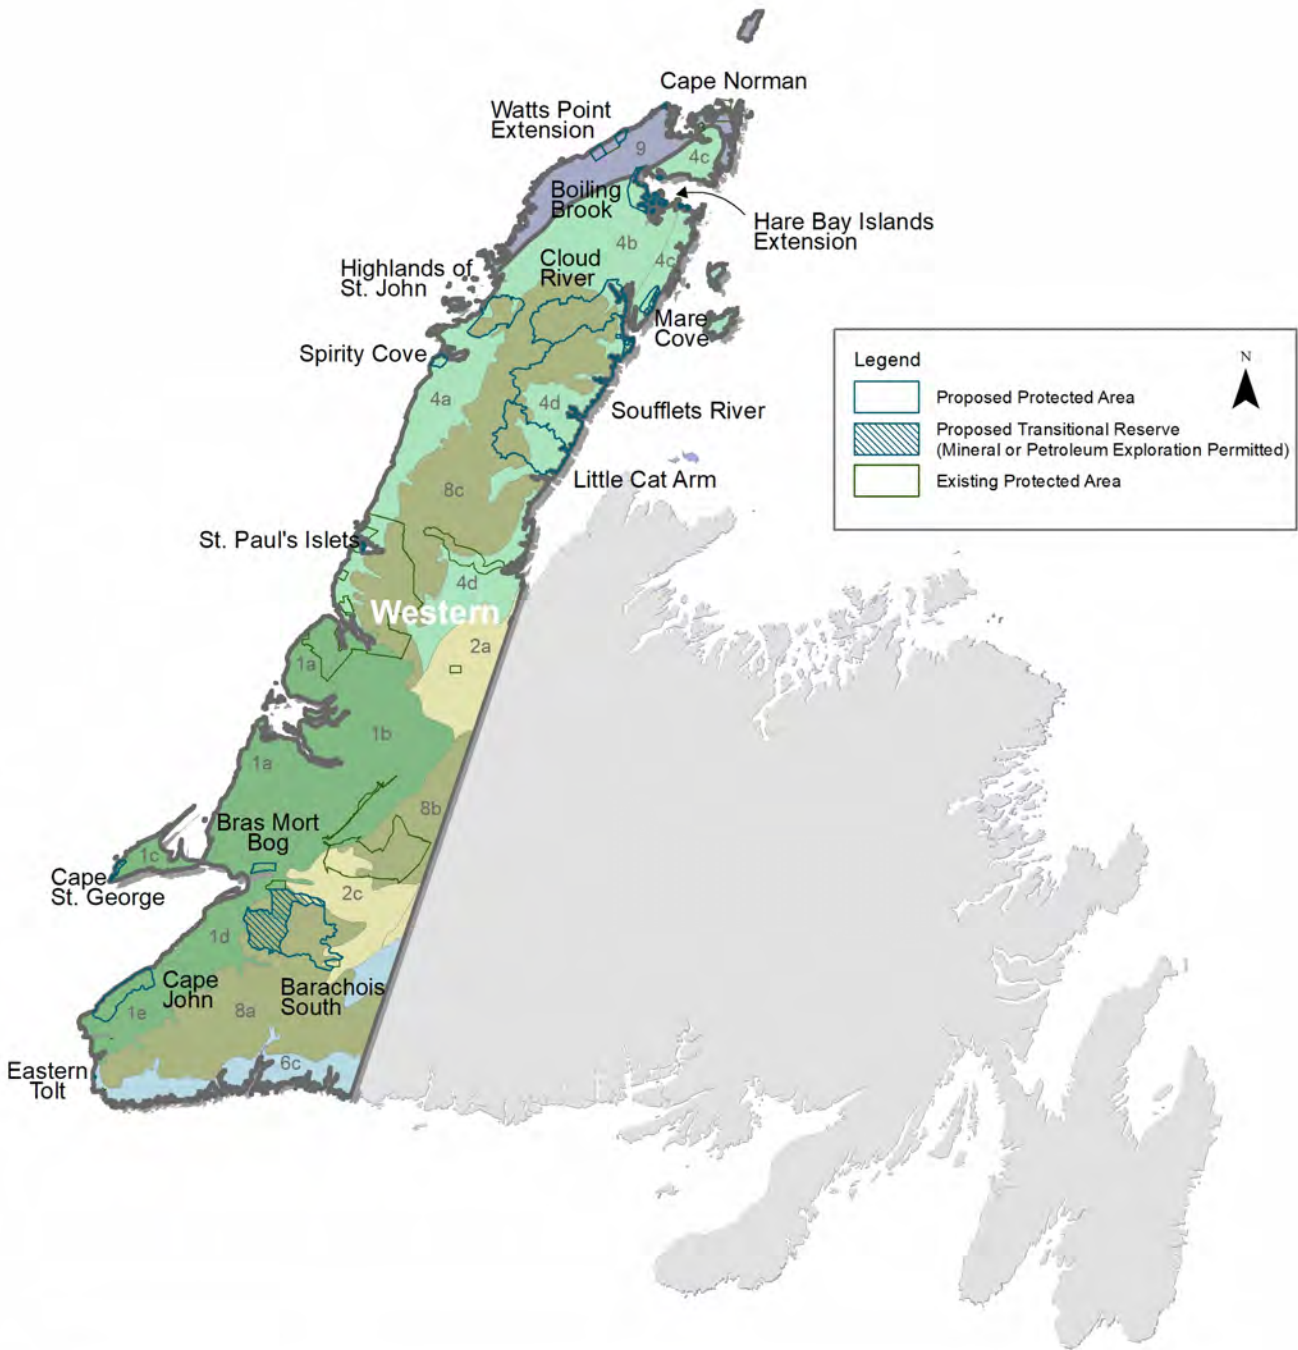 Cape Norman
Watts Point
Extension
9
4c
Boiling
Brook
Hare Bay Islands
Extension
4b
4c
Cloud
River
Highlands of
St. John
Mare
Cove
Spirity Cove
4a
4d
Soufflets River
Little Cat Arm
8c
St. Paul's Islets
4d
Western
2a
1a
1b
1a
8b
Bras Mort
Bog
1c
Cape
St. George
2c
1d
Cape
John
Barachois
South
8a
1e
6c
Eastern
Tolt
Legend
N
Proposed Protected Area
Proposed Transitional Reserve
(Mineral or Petroleum Exploration Permitted)
Existing Protected Area